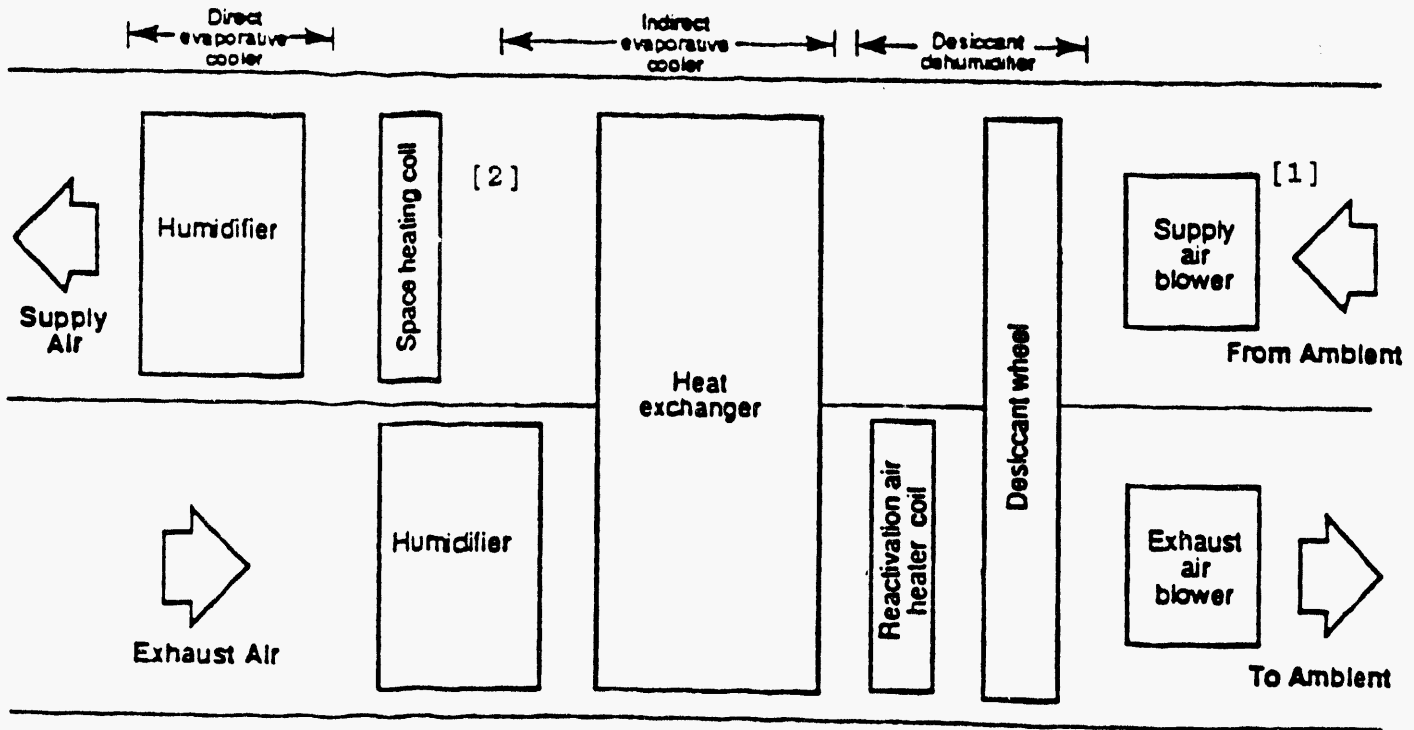 Direct
evaporative
cooler
Indirect
evaporative
cooler
Desiccant
dehumidifier
Humidifier
Space heating coil
[2]
Heat
exchanger
Desiccant wheel
[1]
Supply
air
blower
Supply
Air
From Ambient
Humidifier
Reactivation air
heater coil
Exhaust
air
blower
Exhaust Air
To Ambient